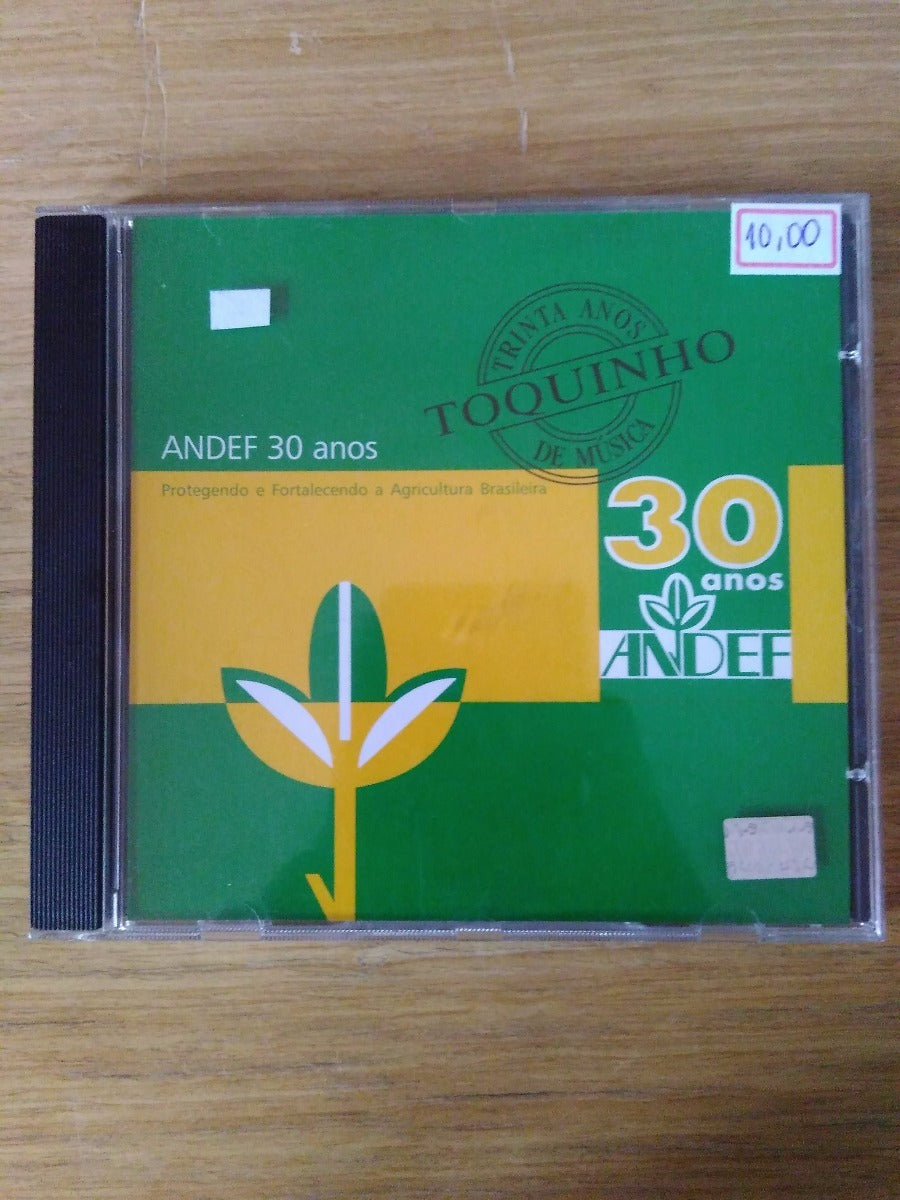 10,00
TRINTA ANOS
TOQUINHO
DE MÚSICA
ANDEF 30 anos
Protegendo e Fortalecendo a Agricultura Brasileira
30
anos
ANDEF